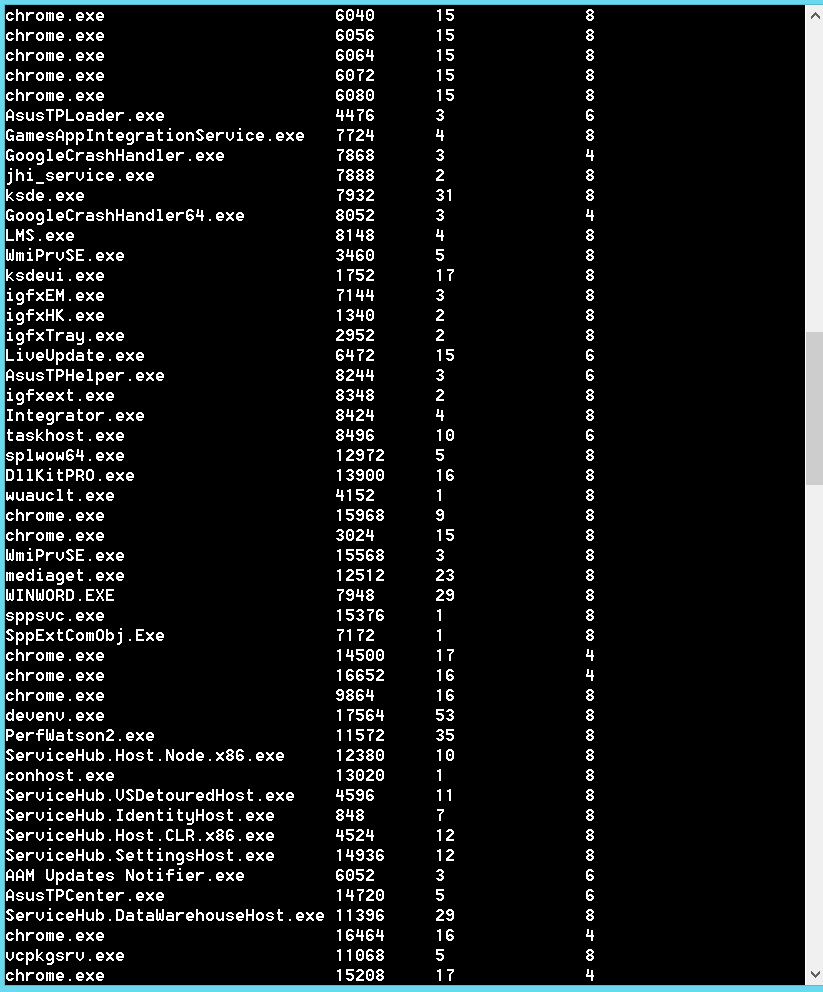 chrome.exe 6040 15 8
chrome.exe 6056 15 8
chrome.exe 6064 15 8
chrome.exe 6072 15 8
chrome.exe 6080 15 8
AsusTPLoader.exe 4476 3 6
GamesAppIntegrationService.exe 7724 4 8
GoogleCrashHandler.exe 7868 3 4
jhi_service.exe 7888 2 8
ksde.exe 7932 31 8
GoogleCrashHandler64.exe 8052 3 4
LMS.exe 8148 4 8
WmiPrvSE.exe 3460 5 8
ksdeui.exe 1752 17 8
igfxEM.exe 7144 3 8
igfxHK.exe 1340 2 8
igfxTray.exe 2952 2 8
LiveUpdate.exe 6472 15 6
AsusTPHelper.exe 8244 3 6
igfxext.exe 8348 2 8
Integrator.exe 8424 4 8
taskhost.exe 8496 10 6
splwow64.exe 12972 5 8
DllKitPRO.exe 13900 16 8
wuauclt.exe 4152 1 8
chrome.exe 15968 9 8
chrome.exe 3024 15 8
WmiPrvSE.exe 15568 3 8
mediaget.exe 12512 23 8
WINWORD.EXE 7948 29 8
sppsvc.exe 15376 1 8
SppExtComObj.Exe 7172 1 8
chrome.exe 14500 17 4
chrome.exe 16652 16 4
chrome.exe 9864 16 8
devenv.exe 17564 53 8
PerfWatson2.exe 11572 35 8
ServiceHub.Host.Node.x86.exe 12380 10 8
conhost.exe 13020 1 8
ServiceHub.VSDetouredHost.exe 4596 11 8
ServiceHub.IdentityHost.exe 848 7 8
ServiceHub.Host.CLR.x86.exe 4524 12 8
ServiceHub.SettingsHost.exe 14936 12 8
AAM Updates Notifier.exe 6052 3 6
AsusTPCenter.exe 14720 5 6
ServiceHub.DataWarehouseHost.exe 11396 29 8
chrome.exe 16464 16 4
vcpkgsrv.exe 11068 5 8
chrome.exe 15208 17 4